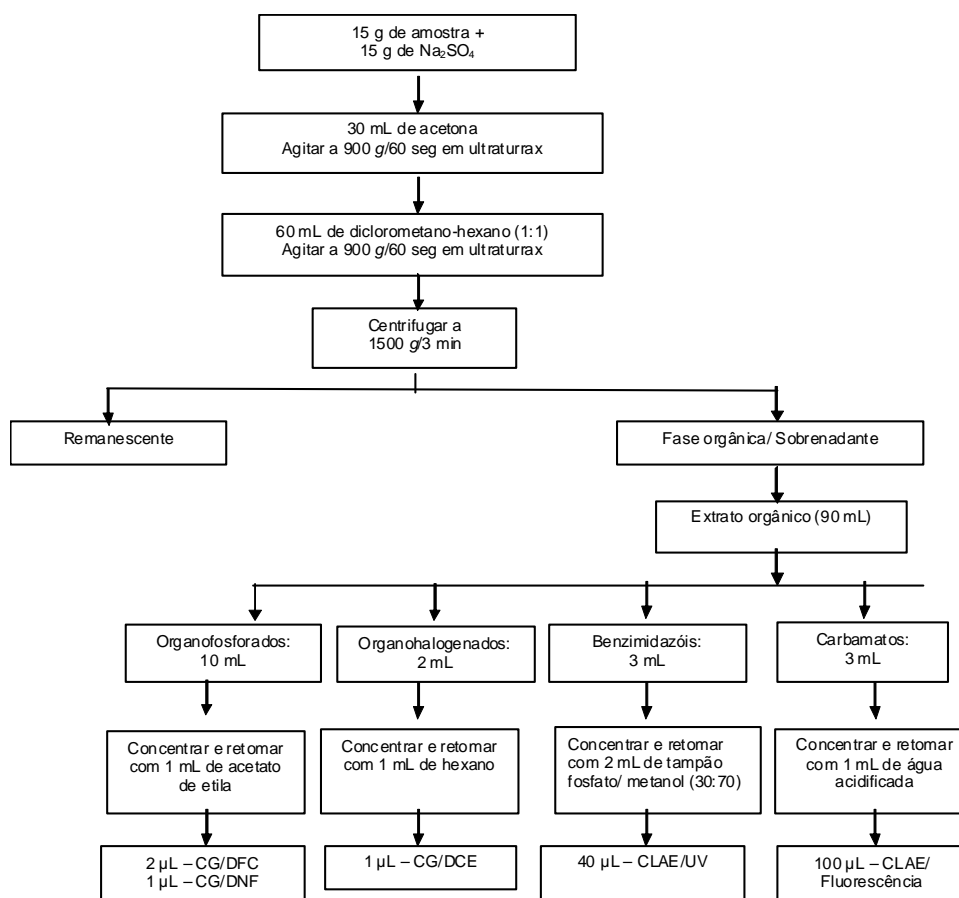 15 g de amostra +
15 g de Na₂SO₄
30 mL de acetona
Agitar a 900 g/60 seg em ultraturrax
60 mL de diclorometano-hexano (1:1)
Agitar a 900 g/60 seg em ultraturrax
Centrifugar a
1500 g/3 min
Remanescente
Fase orgânica/ Sobrenadante
Extrato orgânico (90 mL)
Organofosforados:
10 mL
Organohalogenados:
2 mL
Benzimidazóis:
3 mL
Carbamatos:
3 mL
Concentrar e retomar
com 1 mL de acetato
de etila
Concentrar e retomar
com 1 mL de hexano
Concentrar e retomar
com 2 mL de tampão
fosfato/ metanol (30:70)
Concentrar e retomar
com 1 mL de água
acidificada
2 µL – CG/DFC
1 µL – CG/DNF
1 µL – CG/DCE
40 µL – CLAE/UV
100 µL – CLAE/
Fluorescência